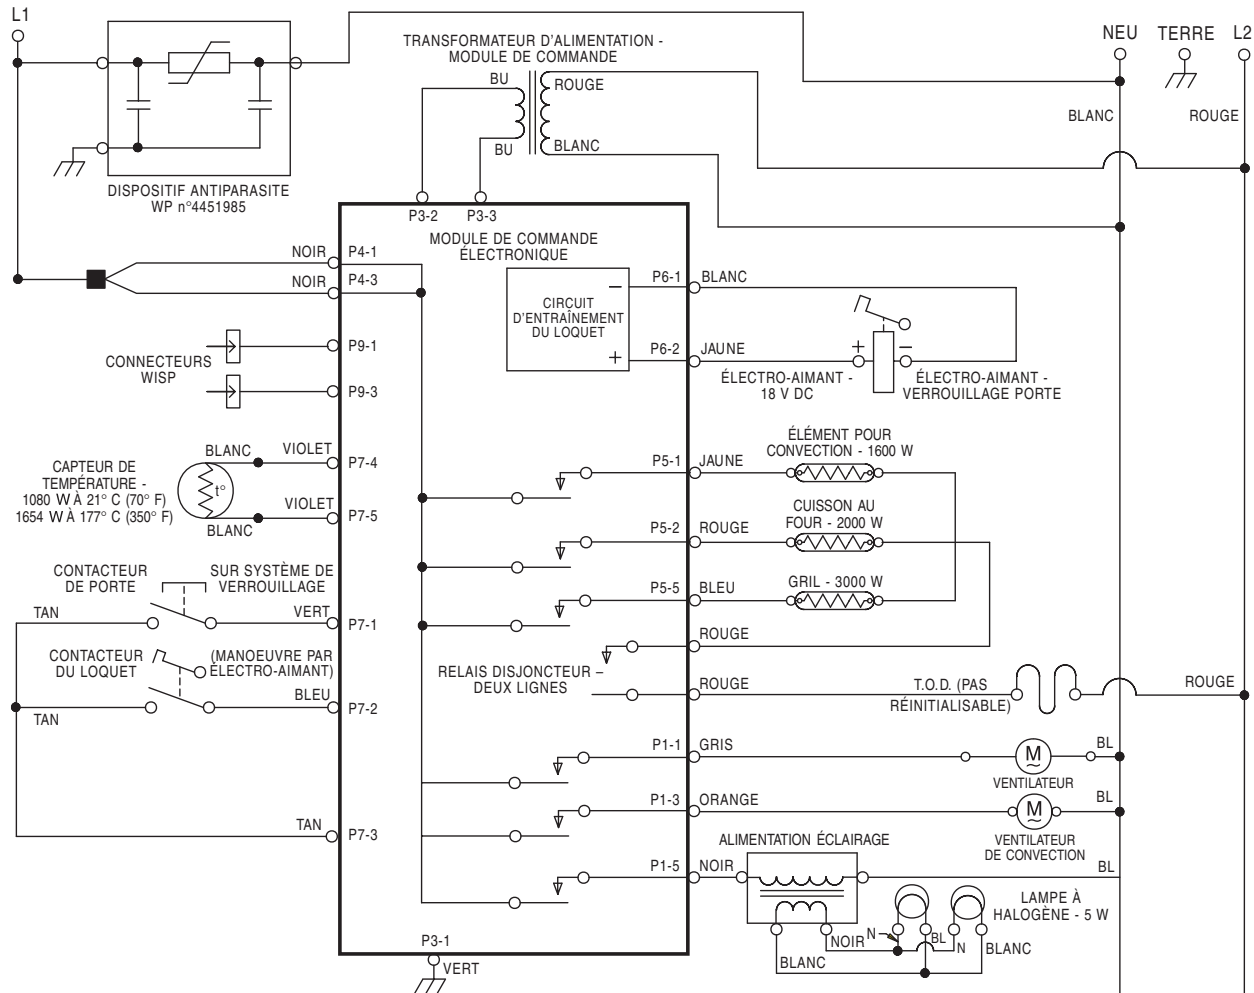 L1
NEU TERRE L2
TRANSFORMATEUR D'ALIMENTATION -
MODULE DE COMMANDE
BU
ROUGE
BLANC
ROUGE
BU
BLANC
DISPOSITIF ANTIPARASITE
WP n°4451985
P3-2
P3-3
MODULE DE COMMANDE
ÉLECTRONIQUE
NOIR
P4-1
NOIR
P4-3
CIRCUIT
D'ENTRAÎNEMENT
DU LOQUET
–
+
P6-1
BLANC
P6-2
JAUNE
+
–
ÉLECTRO-AIMANT -
18 V DC
ÉLECTRO-AIMANT -
VERROUILLAGE PORTE
CONNECTEURS
WISP
P9-1
P9-3
CAPTEUR DE
TEMPÉRATURE -
1080 W À 21° C (70° F)
1654 W À 177° C (350° F)
BLANC
VIOLET
P7-4
t°
BLANC
VIOLET
P7-5
P5-1
JAUNE
ÉLÉMENT POUR
CONVECTION - 1600 W
P5-2
ROUGE
CUISSON AU
FOUR - 2000 W
P5-5
BLEU
GRIL - 3000 W
CONTACTEUR
DE PORTE
SUR SYSTÈME DE
VERROUILLAGE
TAN
VERT
P7-1
CONTACTEUR
DU LOQUET
(MANOEUVRE PAR
ÉLECTRO-AIMANT)
TAN
BLEU
P7-2
TAN
P7-3
ROUGE
RELAIS DISJONCTEUR –
DEUX LIGNES
ROUGE
T.O.D. (PAS
RÉINITIALISABLE)
ROUGE
P1-1
GRIS
M
~
BL
VENTILATEUR
P1-3
ORANGE
M
~
BL
VENTILATEUR
DE CONVECTION
ALIMENTATION ÉCLAIRAGE
P1-5
NOIR
BL
LAMPE À
HALOGÈNE - 5 W
NOIR
N
BL
N
BLANC
BLANC
P3-1
VERT